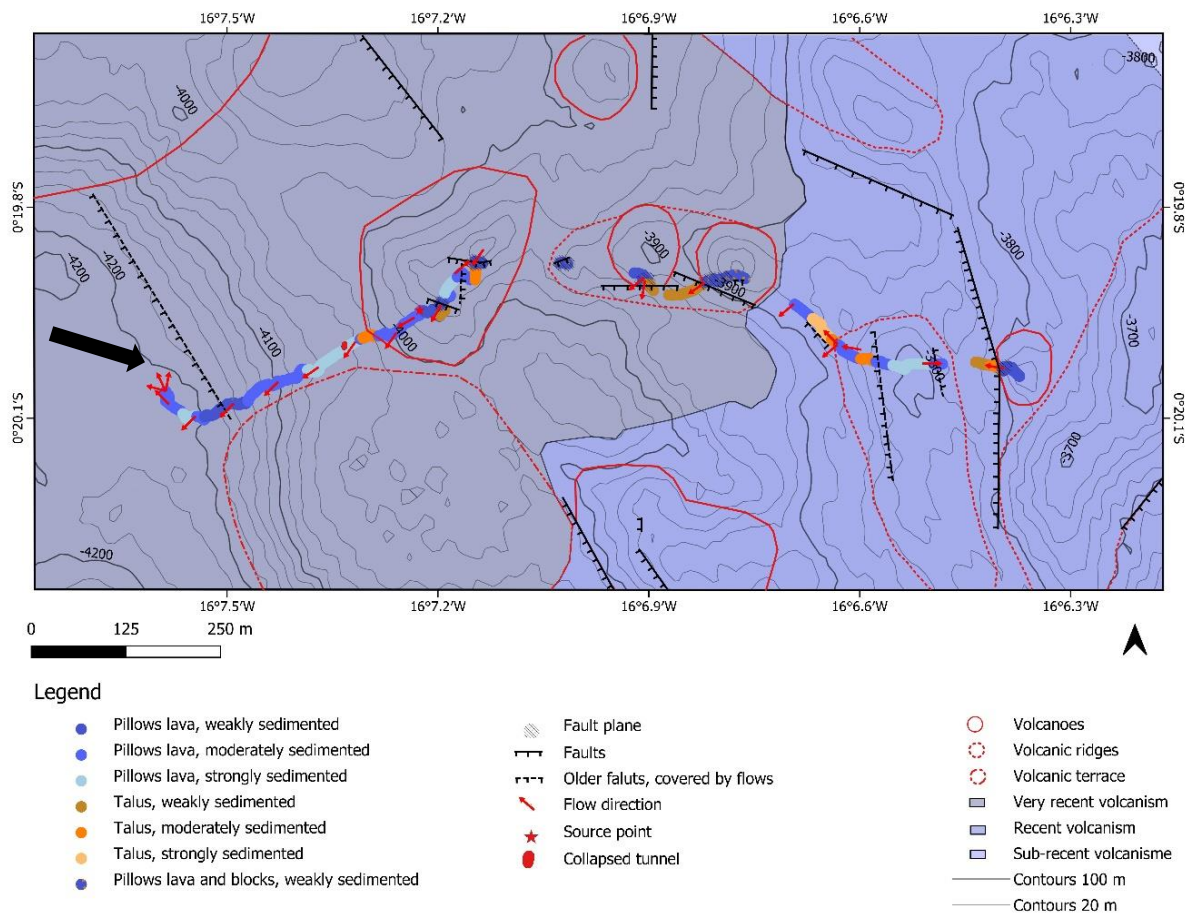 16°7.5'W 16°7.2'W 16°6.9'W 16°6.6'W 16°6.3'W
-3800
-4000
0°19.8'S 0°19.8'S
-3900
-3800
-4200
-4200
-3900
-4100
-4000
-3700
0°20.1'S 0°20.1'S
-3700
-4200
16°7.5'W 16°7.2'W 16°6.9'W 16°6.6'W 16°6.3'W
0 125 250 m
Legend
Pillows lava, weakly sedimented
Pillows lava, moderately sedimented
Pillows lava, strongly sedimented
Talus, weakly sedimented
Talus, moderately sedimented
Talus, strongly sedimented
Pillows lava and blocks, weakly sedimented
Fault plane
Faults
Older faluts, covered by flows
Flow direction
Source point
Collapsed tunnel
Volcanoes
Volcanic ridges
Volcanic terrace
Very recent volcanism
Recent volcanism
Sub-recent volcanisme
Contours 100 m
Contours 20 m